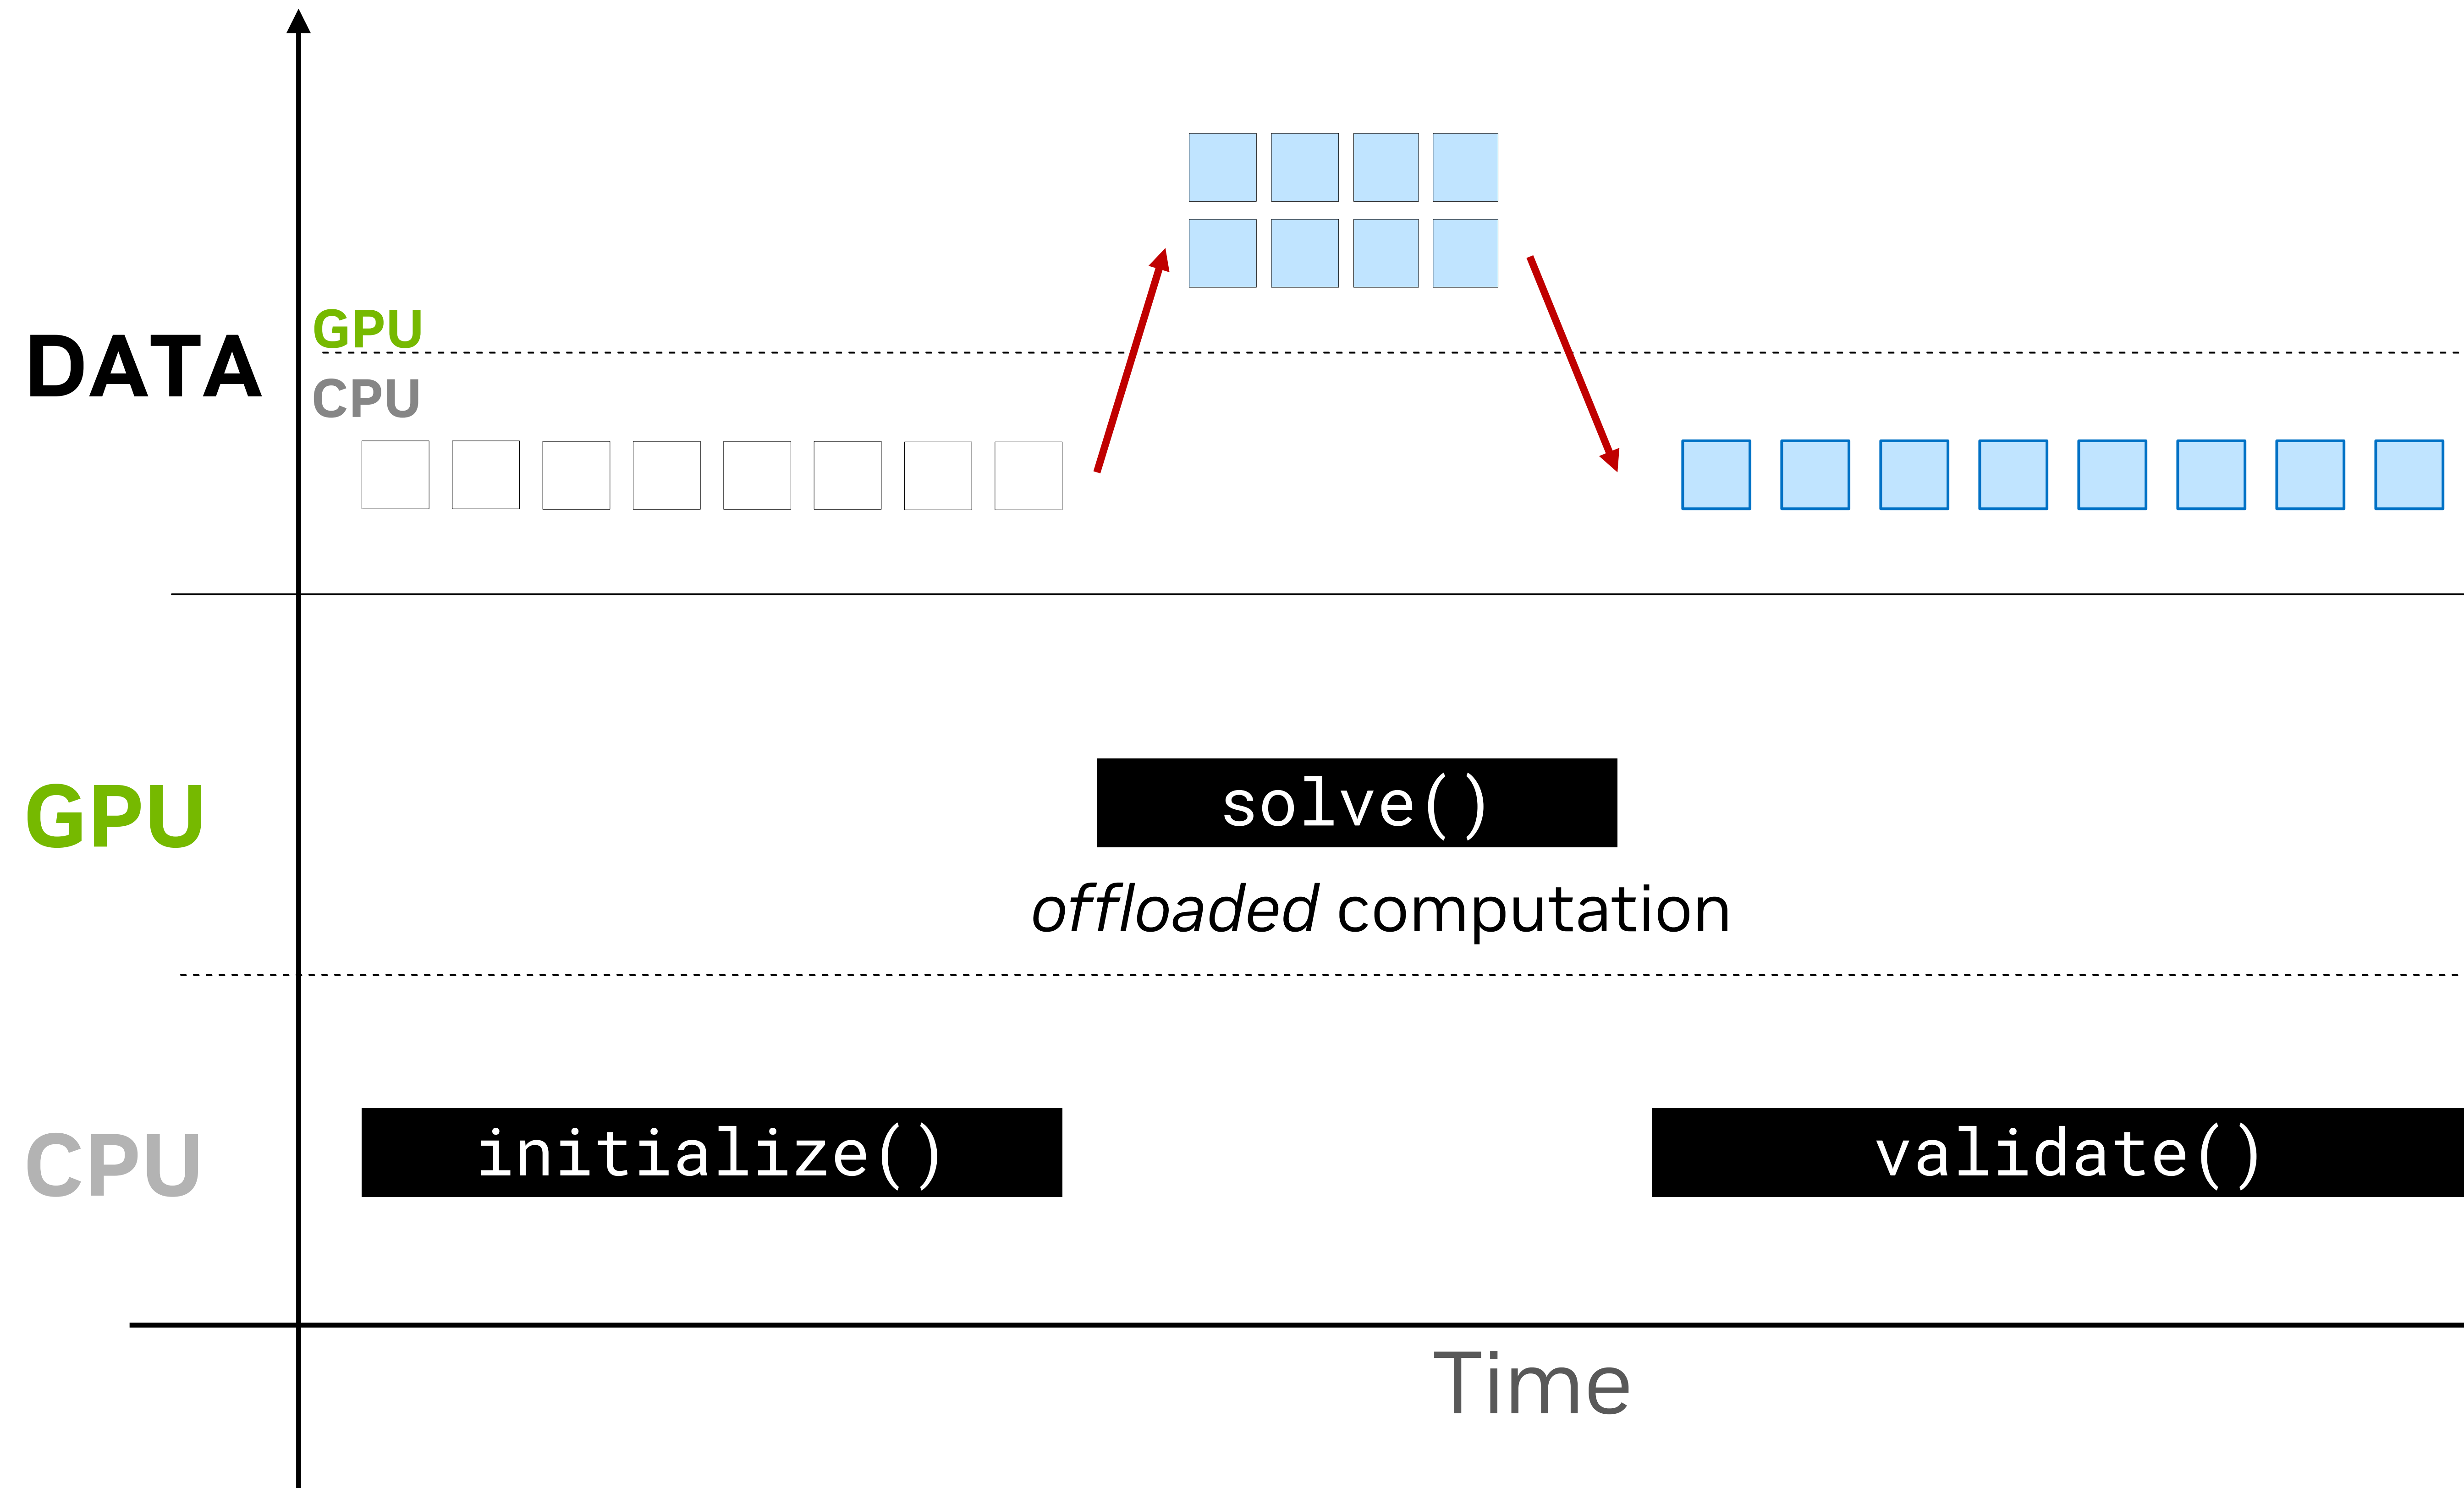 GPU
DATA
CPU
GPU
solve()
offloaded computation
CPU
initialize()
validate()
Time